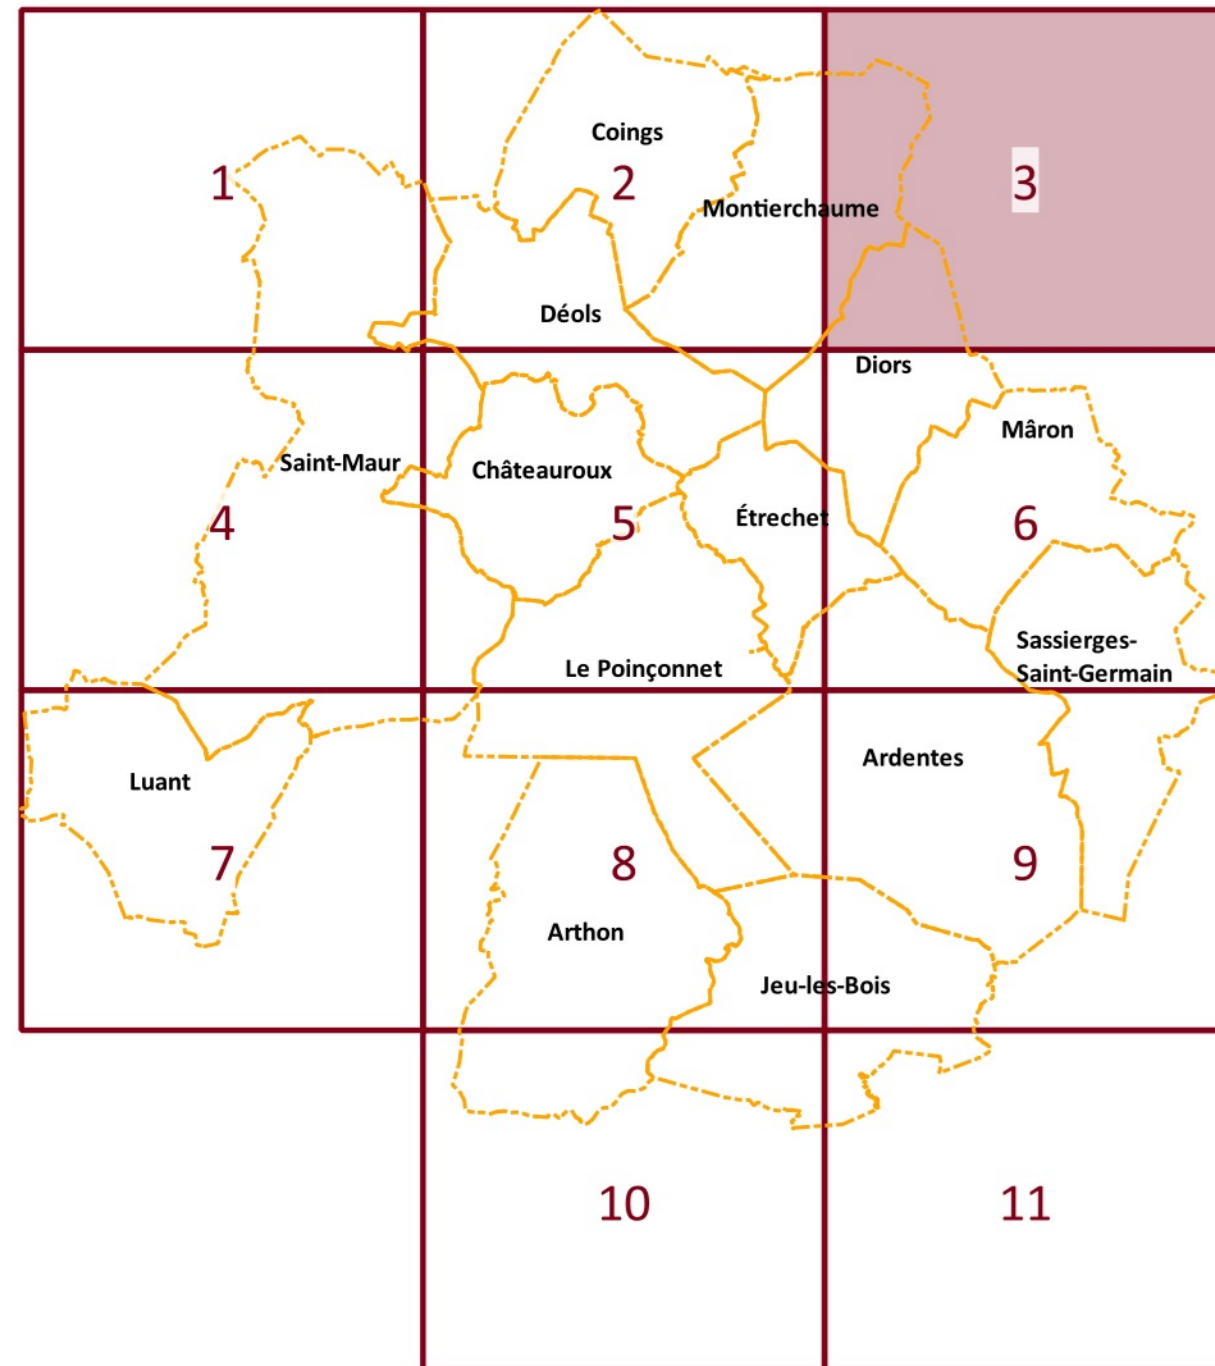 Coings
1
2
3
Montierchaume
Déols
Diors
Mâron
Saint-Maur
Châteauroux
4
5
Étrechet
6
Sassierges-
Saint-Germain
Le Poinçonnet
Ardentes
Luant
7
8
9
Arthon
Jeu-les-Bois
10
11